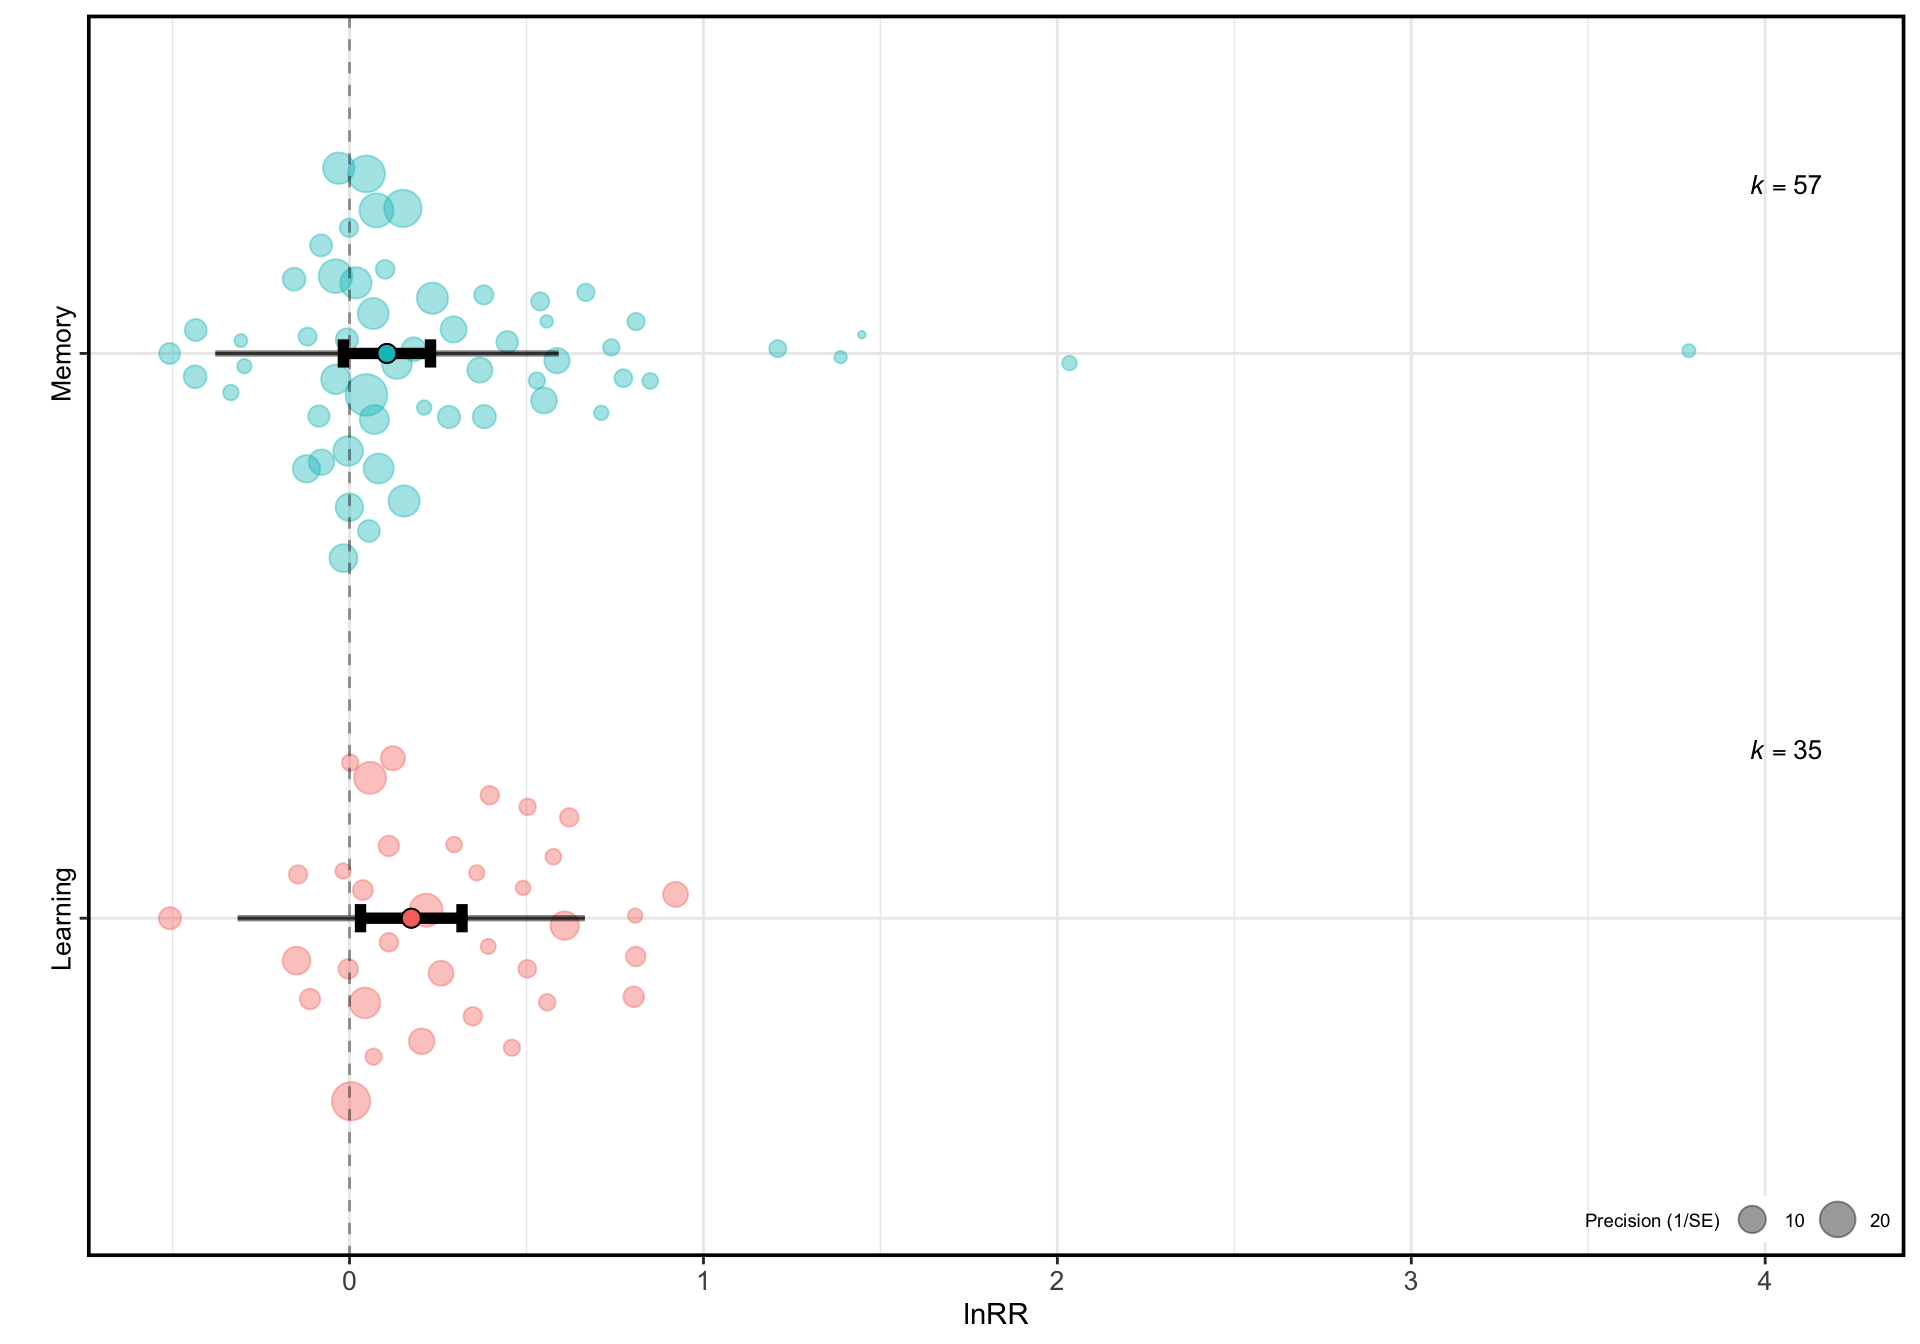 Memory
k = 57
Learning
k = 35
Precision (1/SE) 10 20
0 1 2 3 4
lnRR